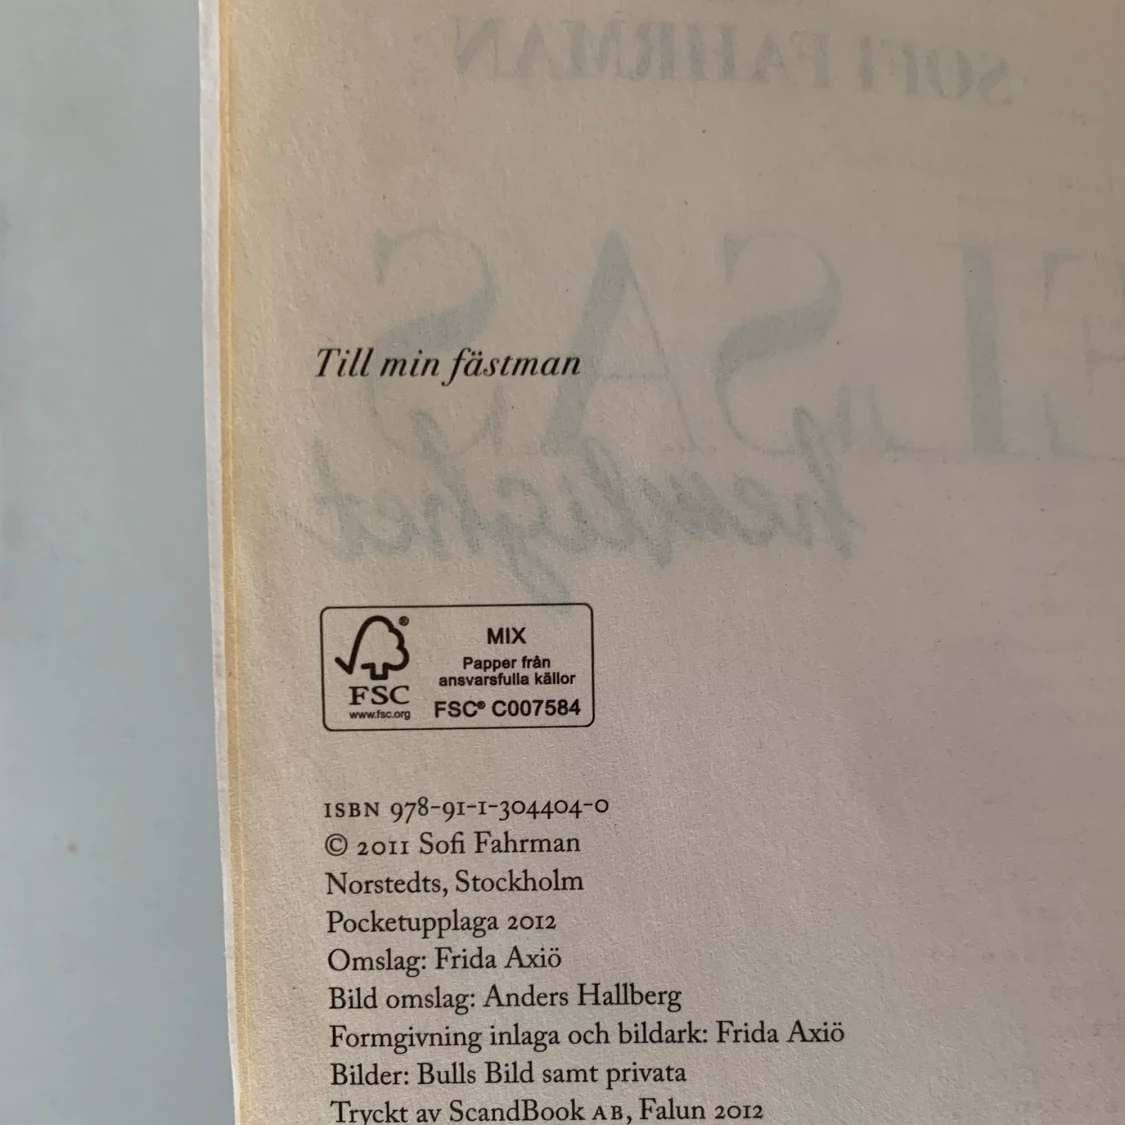 SOFI FAHRMAN
ELSAS
hemlighet
Till min fästman
MIX
Papper från
ansvarsfulla källor
FSC® C007584
FSC
www.fsc.org
ISBN 978-91-1-304404-0
© 2011 Sofi Fahrman
Norstedts, Stockholm
Pocketupplaga 2012
Omslag: Frida Axiö
Bild omslag: Anders Hallberg
Formgivning inlaga och bildark: Frida Axiö
Bilder: Bulls Bild samt privata
Tryckt av ScandBook AB, Falun 2012